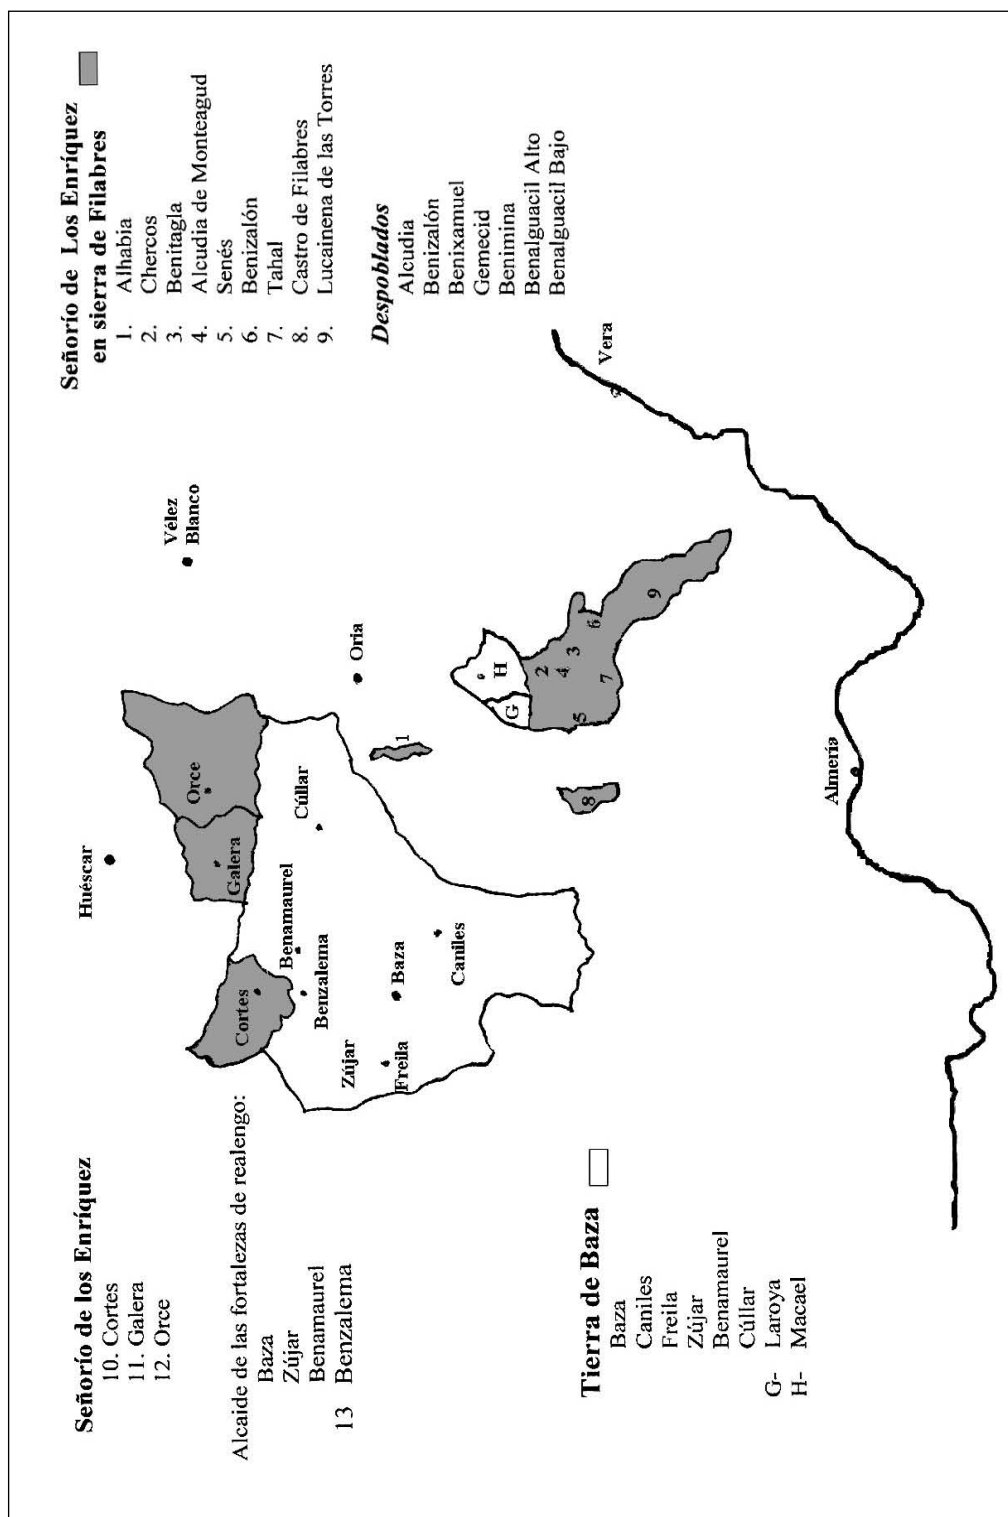 Señorío de los Enríquez
10. Cortes
11. Galera
12. Orce
Alcaide de las fortalezas de realengo:
Baza
Zújar
Benamaurel
13 Benzalema
Tierra de Baza
Baza
Caniles
Freila
Zújar
Benamaurel
Cúllar
G- Laroya
H- Macael
Huéscar
Galera
Orce
Cortes
Benamaurel
Benzalema
Cúllar
Zújar
Freila
Baza
Caniles
Vélez
Blanco
Oria
1
G
H
2
3
4
5
6
7
8
9
Almería
Vera
Señorío de Los Enríquez
en sierra de Filabres
1. Alhabia
2. Chercos
3. Benitagla
4. Alcudia de Monteagud
5. Senés
6. Benizalón
7. Tahal
8. Castro de Filabres
9. Lucainena de las Torres
Despoblados
Alcudia
Benizalón
Benixamuel
Gemecid
Benimina
Benalguacil Alto
Benalguacil Bajo